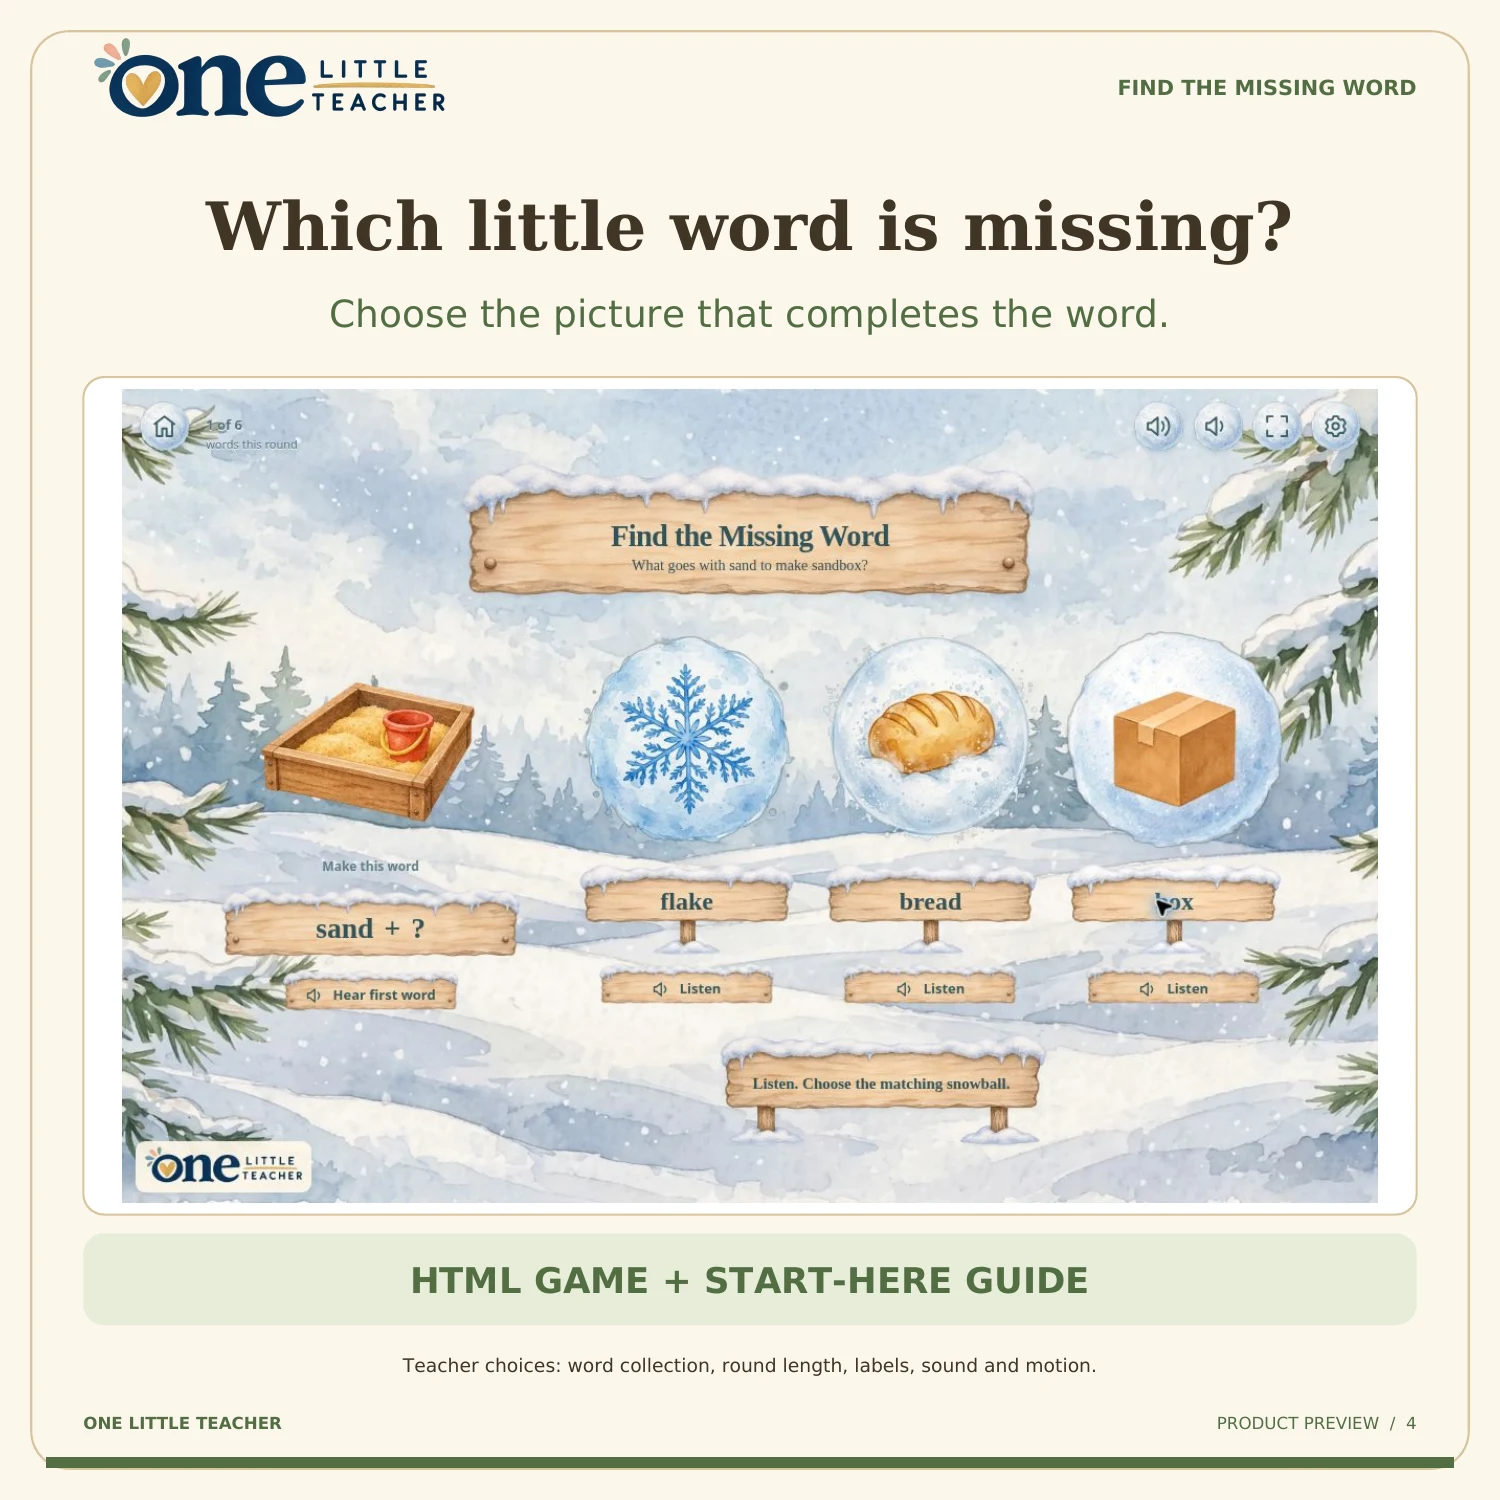 one LITTLE TEACHER
FIND THE MISSING WORD
Which little word is missing?
Choose the picture that completes the word.
1 of 6
words this round
Find the Missing Word
What goes with sand to make sandbox?
Make this word
sand + ?
Hear first word
flake
bread
box
Listen
Listen
Listen
Listen. Choose the matching snowball.
one LITTLE TEACHER
HTML GAME + START-HERE GUIDE
Teacher choices: word collection, round length, labels, sound and motion.
ONE LITTLE TEACHER
PRODUCT PREVIEW / 4